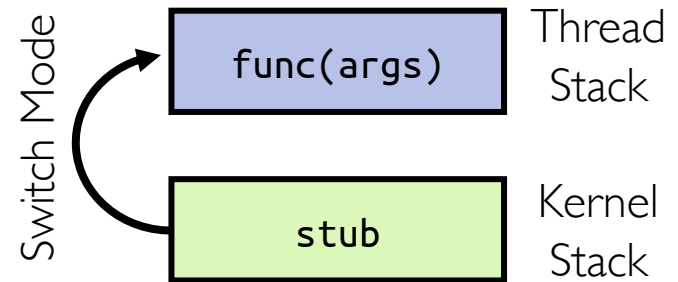 Switch Mode
func(args)
Thread
Stack
stub
Kernel
Stack